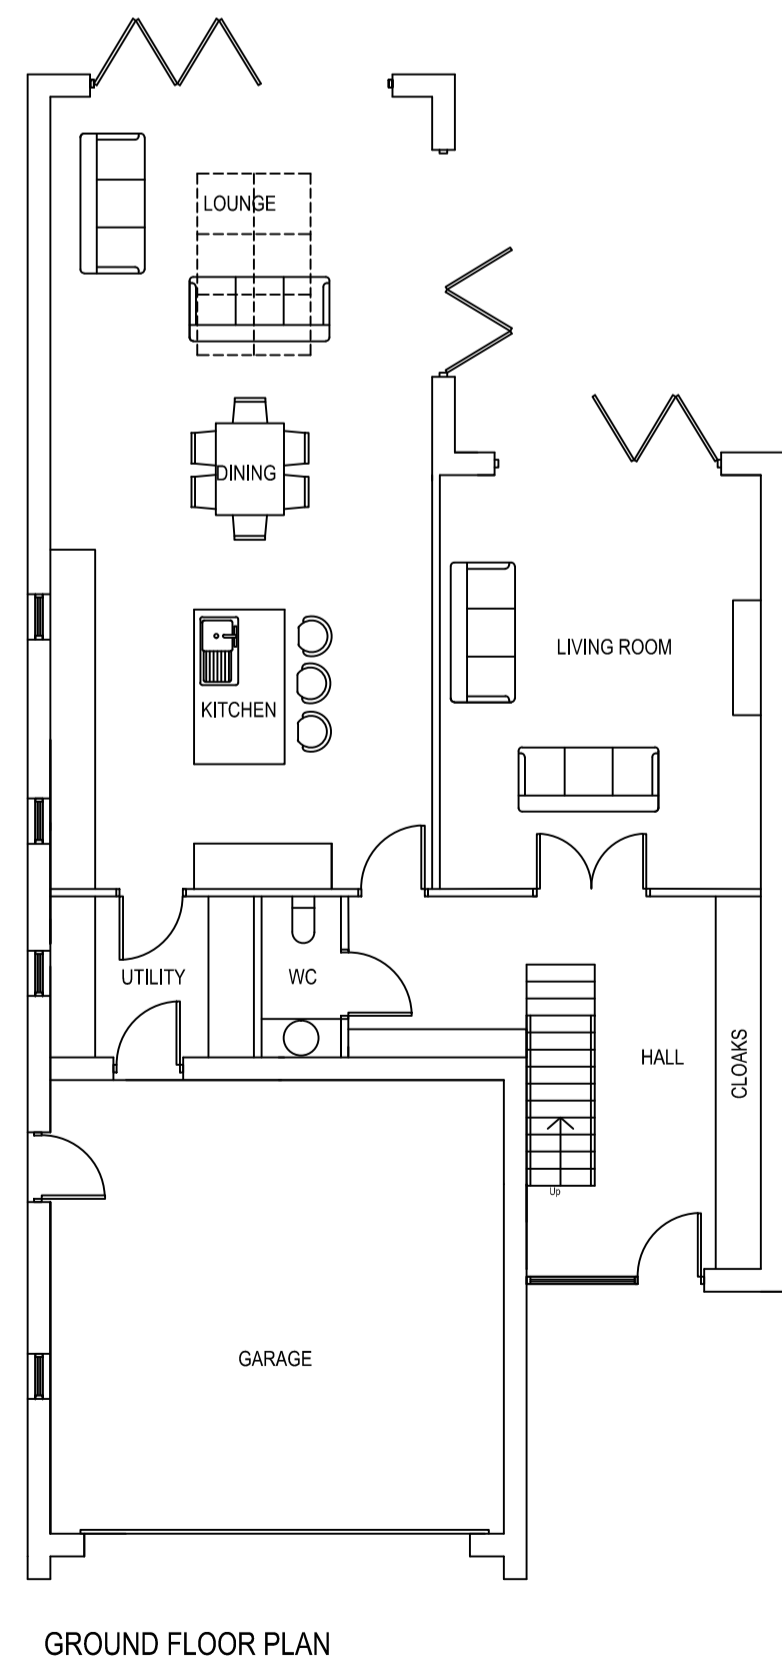 LOUNGE
DINING
LIVING ROOM
KITCHEN
UTILITY
WC
HALL
CLOAKS
Up
GARAGE
GROUND FLOOR PLAN